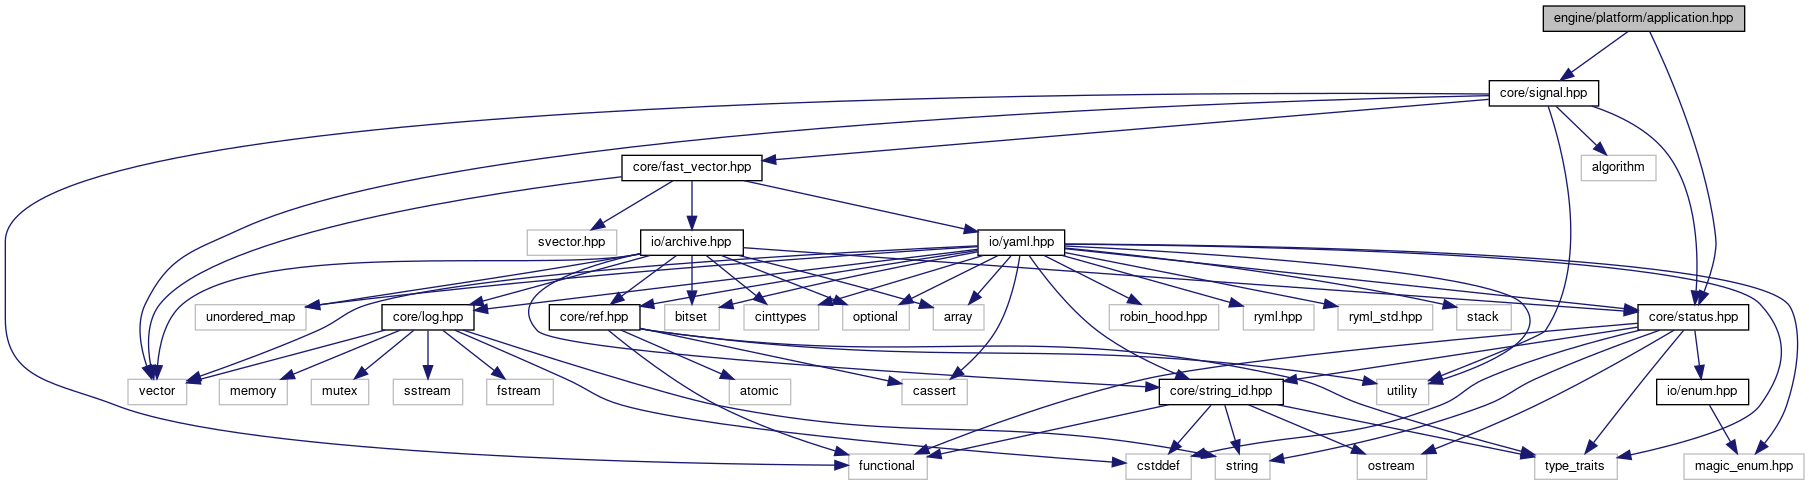 engine/platform/application.hpp
core/signal.hpp
core/fast_vector.hpp
algorithm
svector.hpp
io/archive.hpp
io/yaml.hpp
unordered_map
core/log.hpp
core/ref.hpp
bitset
cinttypes
optional
array
robin_hood.hpp
ryml.hpp
ryml_std.hpp
stack
core/status.hpp
vector
memory
mutex
sstream
fstream
atomic
cassert
core/string_id.hpp
utility
io/enum.hpp
functional
cstddef
string
ostream
type_traits
magic_enum.hpp